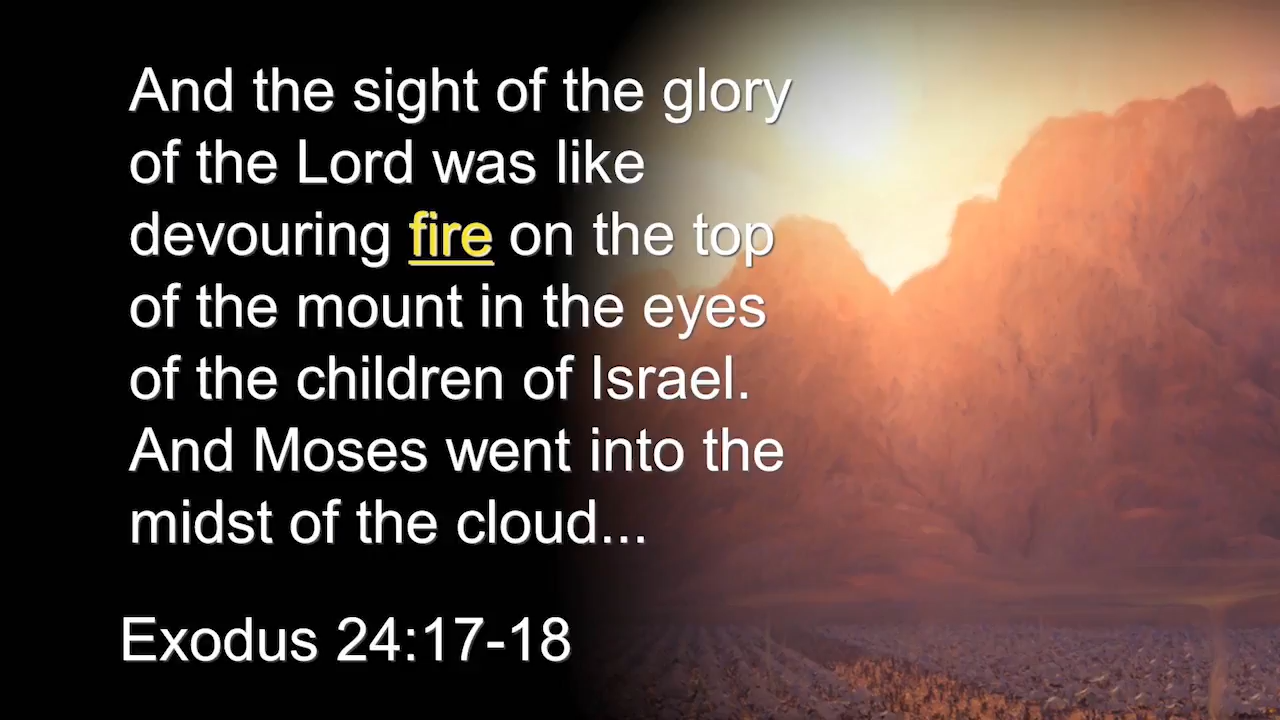 And the sight of the glory
of the Lord was like
devouring fire on the top
of the mount in the eyes
of the children of Israel.
And Moses went into the
midst of the cloud...
Exodus 24:17-18